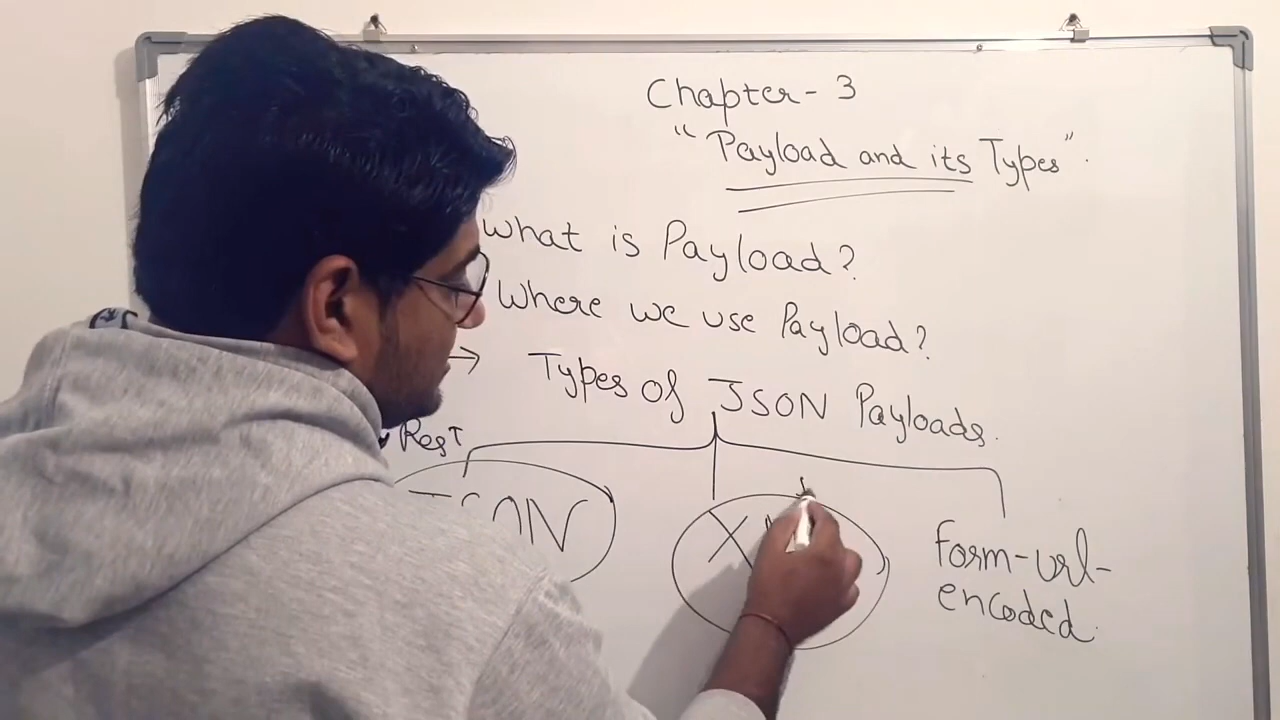 Chapter - 3
"Payload and its Types".
What is Payload?
Where we use Payload?
→ Types of JSON Payloads.
Rest
JSON
form-url-
encoded.